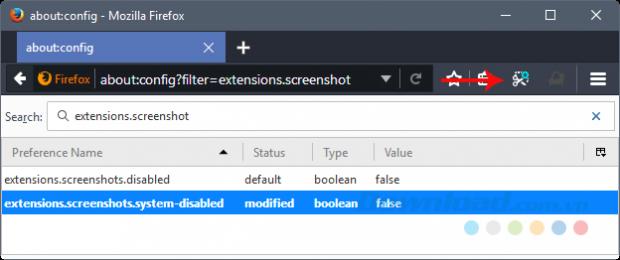 about:config - Mozilla Firefox
about:config
Firefox about:config?filter=extensions.screenshot
Search: extensions.screenshot
Preference Name Status Type Value
extensions.screenshots.disabled default boolean false
extensions.screenshots.system-disabled modified boolean false
download.com.vn